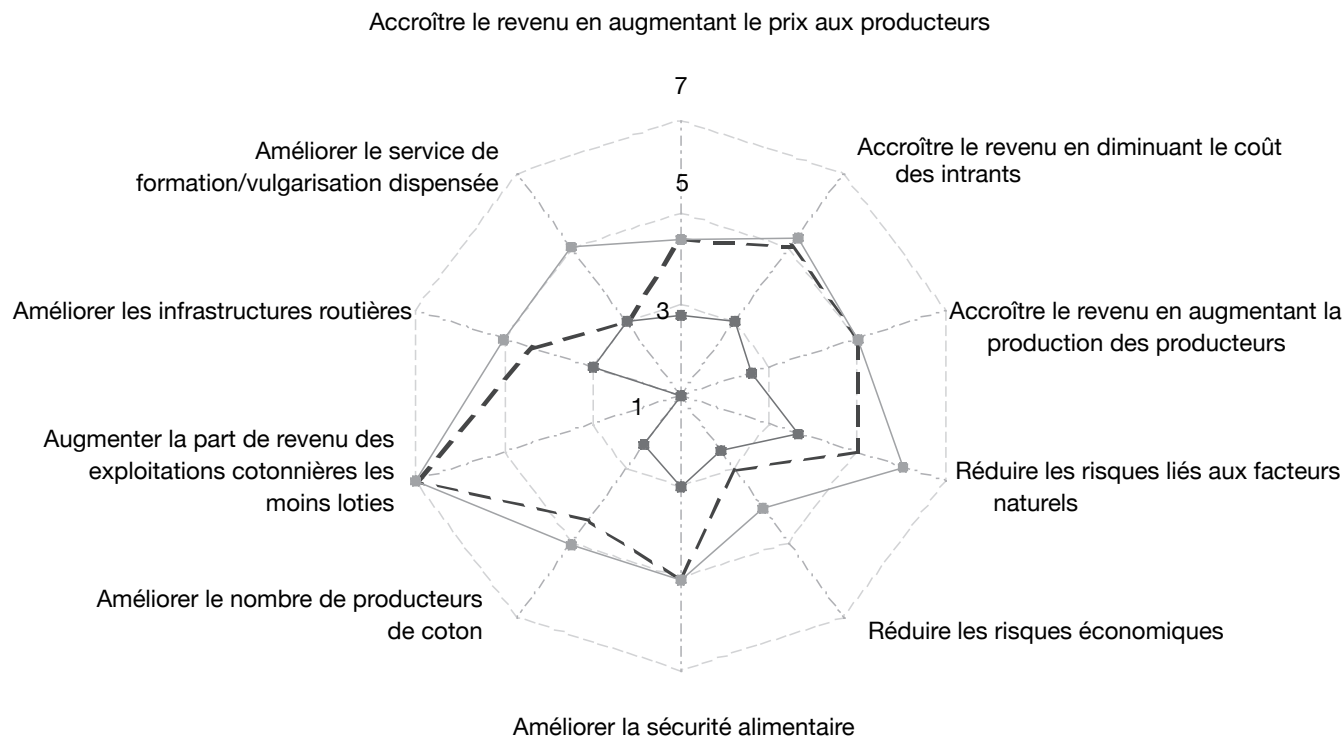 Accroître le revenu en augmentant le prix aux producteurs
7
Améliorer le service de
formation/vulgarisation dispensée
Accroître le revenu en diminuant le coût
des intrants
5
Améliorer les infrastructures routières
3
Accroître le revenu en augmentant la
production des producteurs
1
Augmenter la part de revenu des
exploitations cotonnières les
moins loties
Réduire les risques liés aux facteurs
naturels
Améliorer le nombre de producteurs
de coton
Réduire les risques économiques
Améliorer la sécurité alimentaire